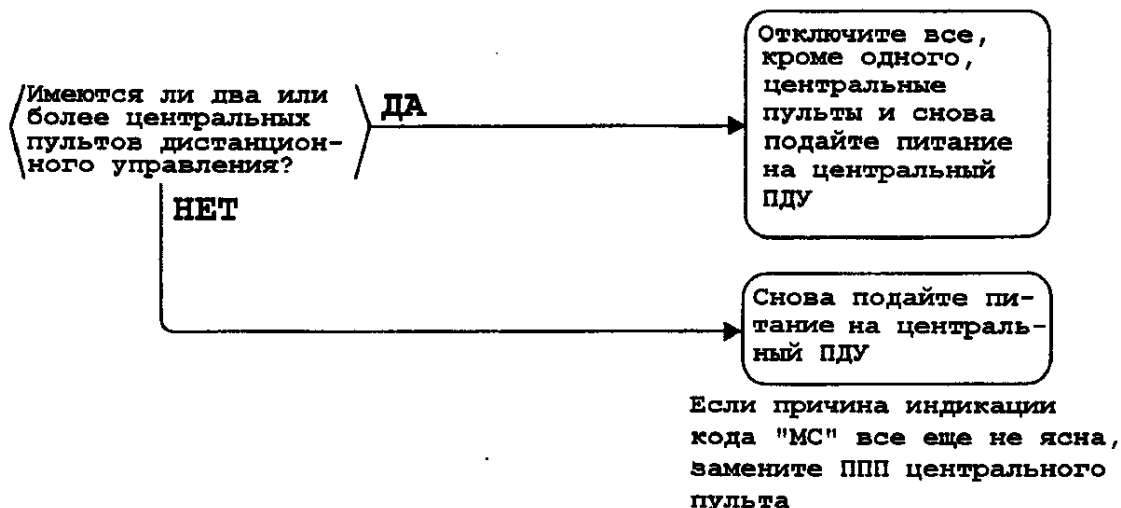 Имеются ли два или
более центральных
пультов дистанцион-
ного управления?
ДА
Отключите все,
кроме одного,
центральные
пульты и снова
подайте питание
на центральный
ПДУ
НЕТ
Снова подайте пи-
тание на централь-
ный ПДУ
Если причина индикации
кода "МС" все еще не ясна,
замените ППП центрального
пульта